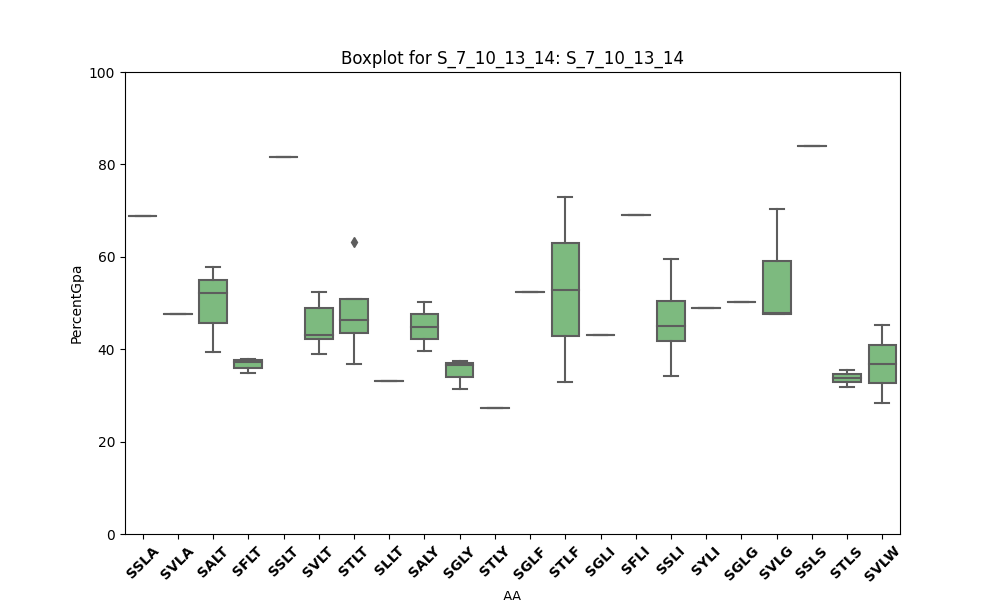 Boxplot for S_7_10_13_14: S_7_10_13_14
100
80
60
40
20
0
PercentGpa
SSLA SVLA SALT SFLT SSLT SVLT STLT SLLT SALY SGLY STLY SGLF STLF SGLI SFLI SSLI SYLI SGLG SVLG SSLS STLS SVLW
AA